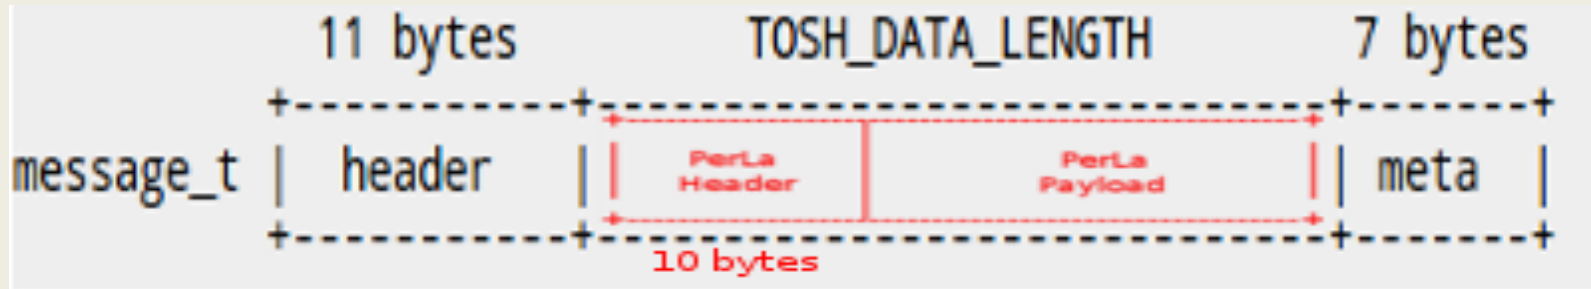 11 bytes TOSH_DATA_LENGTH 7 bytes
+-----------+------------------------------+-------+
message_t | header | PerLa Header | PerLa Payload | meta |
+-----------+------------------------------+-------+
10 bytes